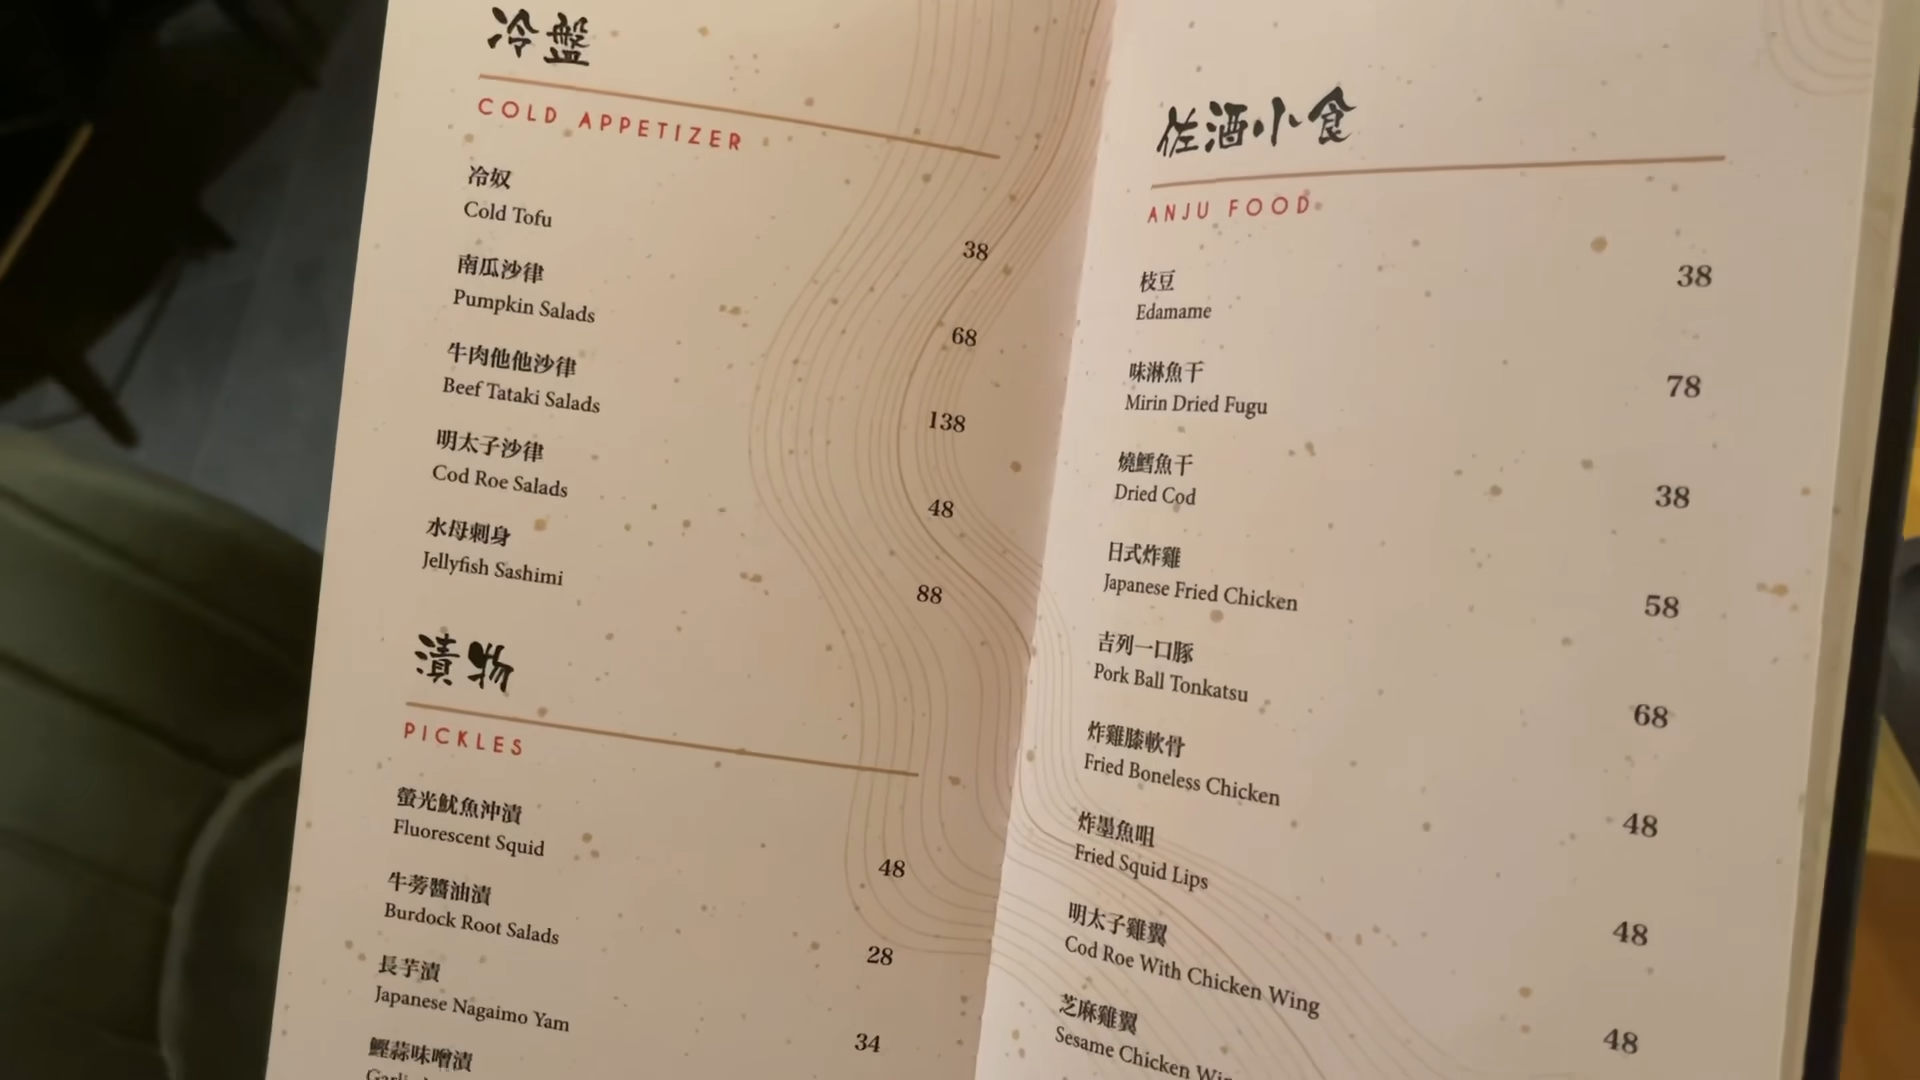 冷盤
COLD APPETIZER
冷奴
Cold Tofu
38
南瓜沙律
Pumpkin Salads
68
牛肉他他沙律
Beef Tataki Salads
138
明太子沙律
Cod Roe Salads
48
水母刺身
Jellyfish Sashimi
88
漬物
PICKLES
螢光魷魚沖漬
Fluorescent Squid
48
牛蒡醬油漬
Burdock Root Salads
28
長芋漬
Japanese Nagaimo Yam
34
鰹蒜味噌漬
佐酒小食
ANJU FOOD
枝豆
Edamame
38
味淋魚干
Mirin Dried Fugu
78
燒鱈魚干
Dried Cod
38
日式炸雞
Japanese Fried Chicken
58
吉列一口豚
Pork Ball Tonkatsu
68
炸雞膝軟骨
Fried Boneless Chicken
48
炸墨魚咀
Fried Squid Lips
48
明太子雞翼
Cod Roe With Chicken Wing
48
芝麻雞翼
Sesame Chicken